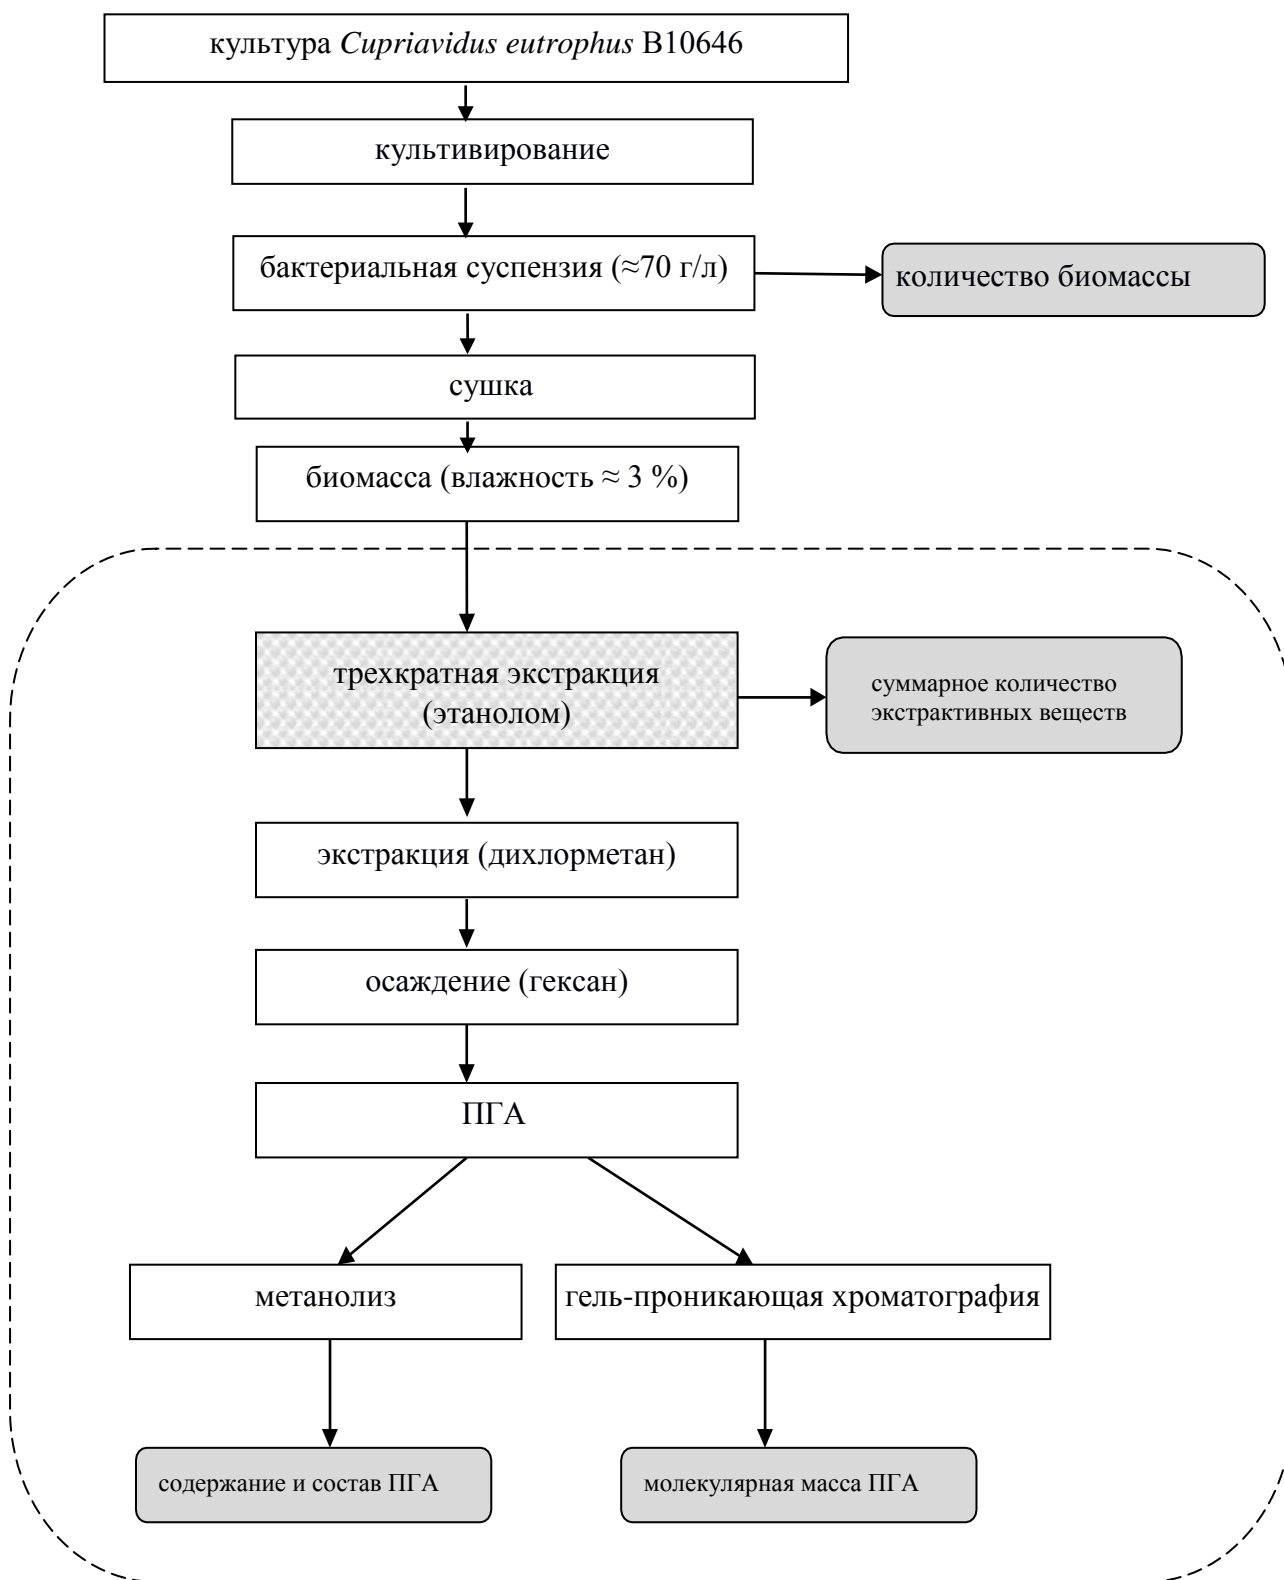 культура Cupriavidus eutrophus B10646
культивирование
бактериальная суспензия (≈70 г/л)
количество биомассы
сушка
биомасса (влажность ≈ 3 %)
трехкратная экстракция
(этанолом)
суммарное количество
экстрактивных веществ
экстракция (дихлорметан)
осаждение (гексан)
ПГА
метанолиз
гель-проникающая хроматография
содержание и состав ПГА
молекулярная масса ПГА